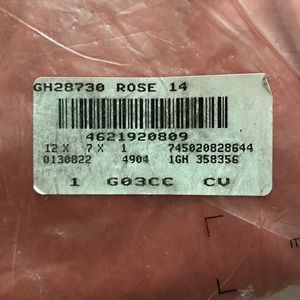 GH28730 ROSE 14
4621920809
12 X 7 X 1 745020828644
0130822 4904 1GH 358356
1 G03CC CV